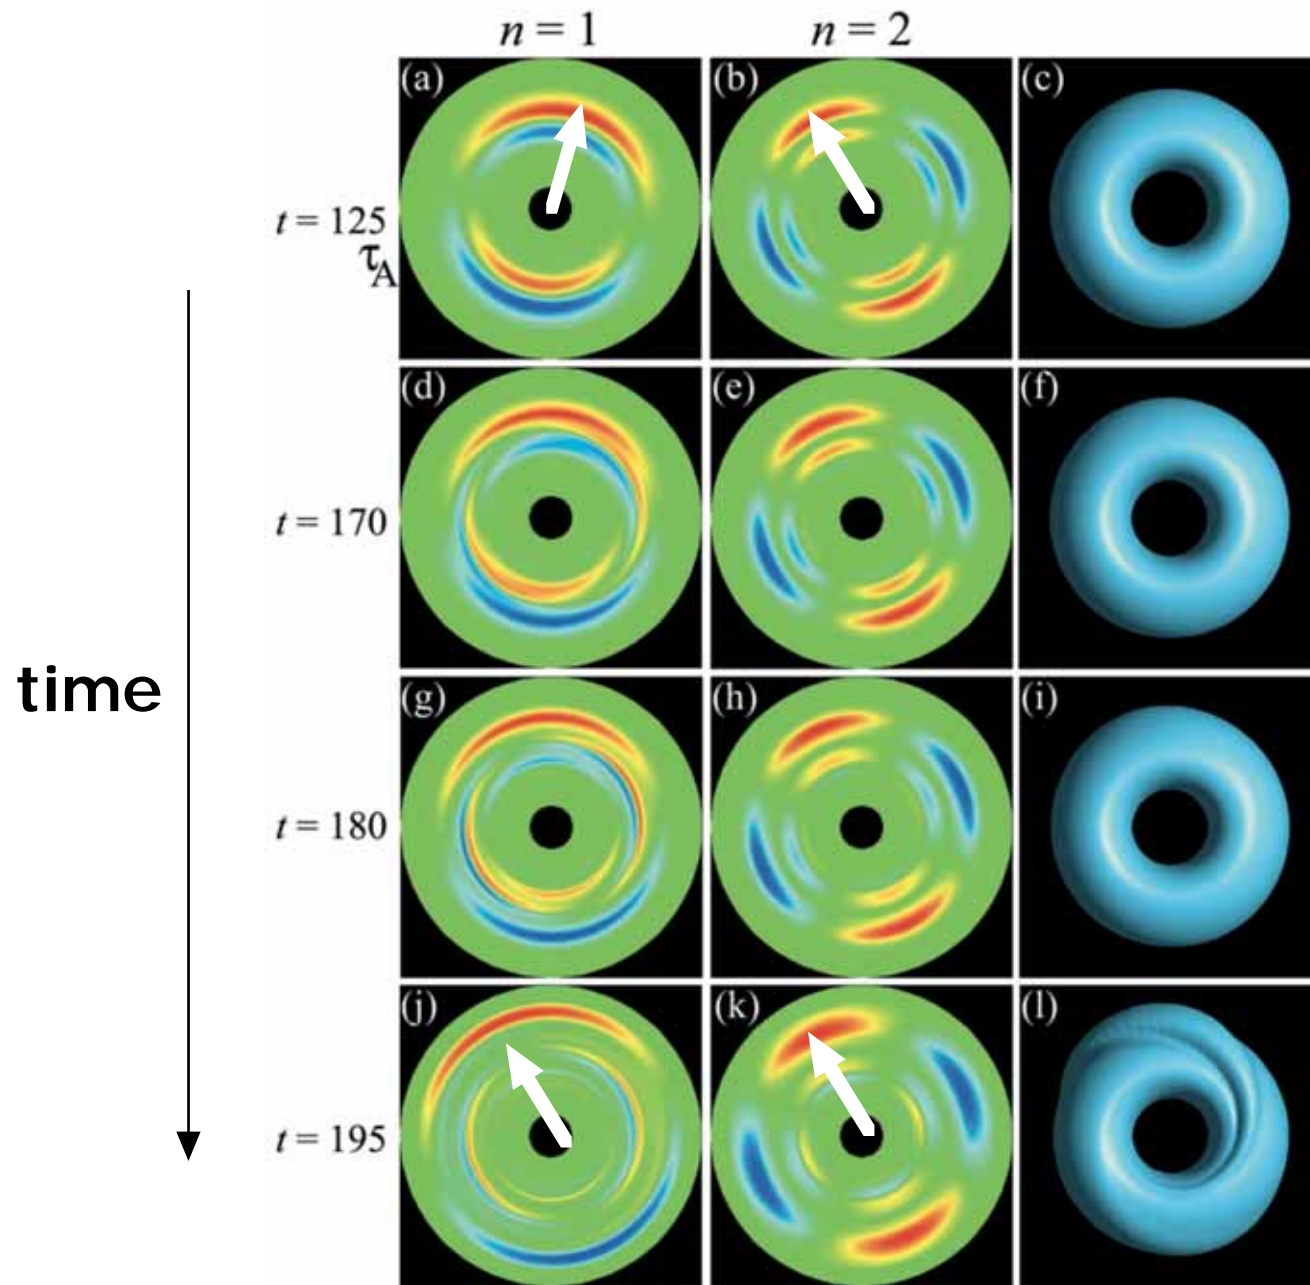 n = 1 n = 2
(a) (b) (c)
t = 125
τA
(d) (e) (f)
t = 170
time
(g) (h) (i)
t = 180
(j) (k) (l)
t = 195